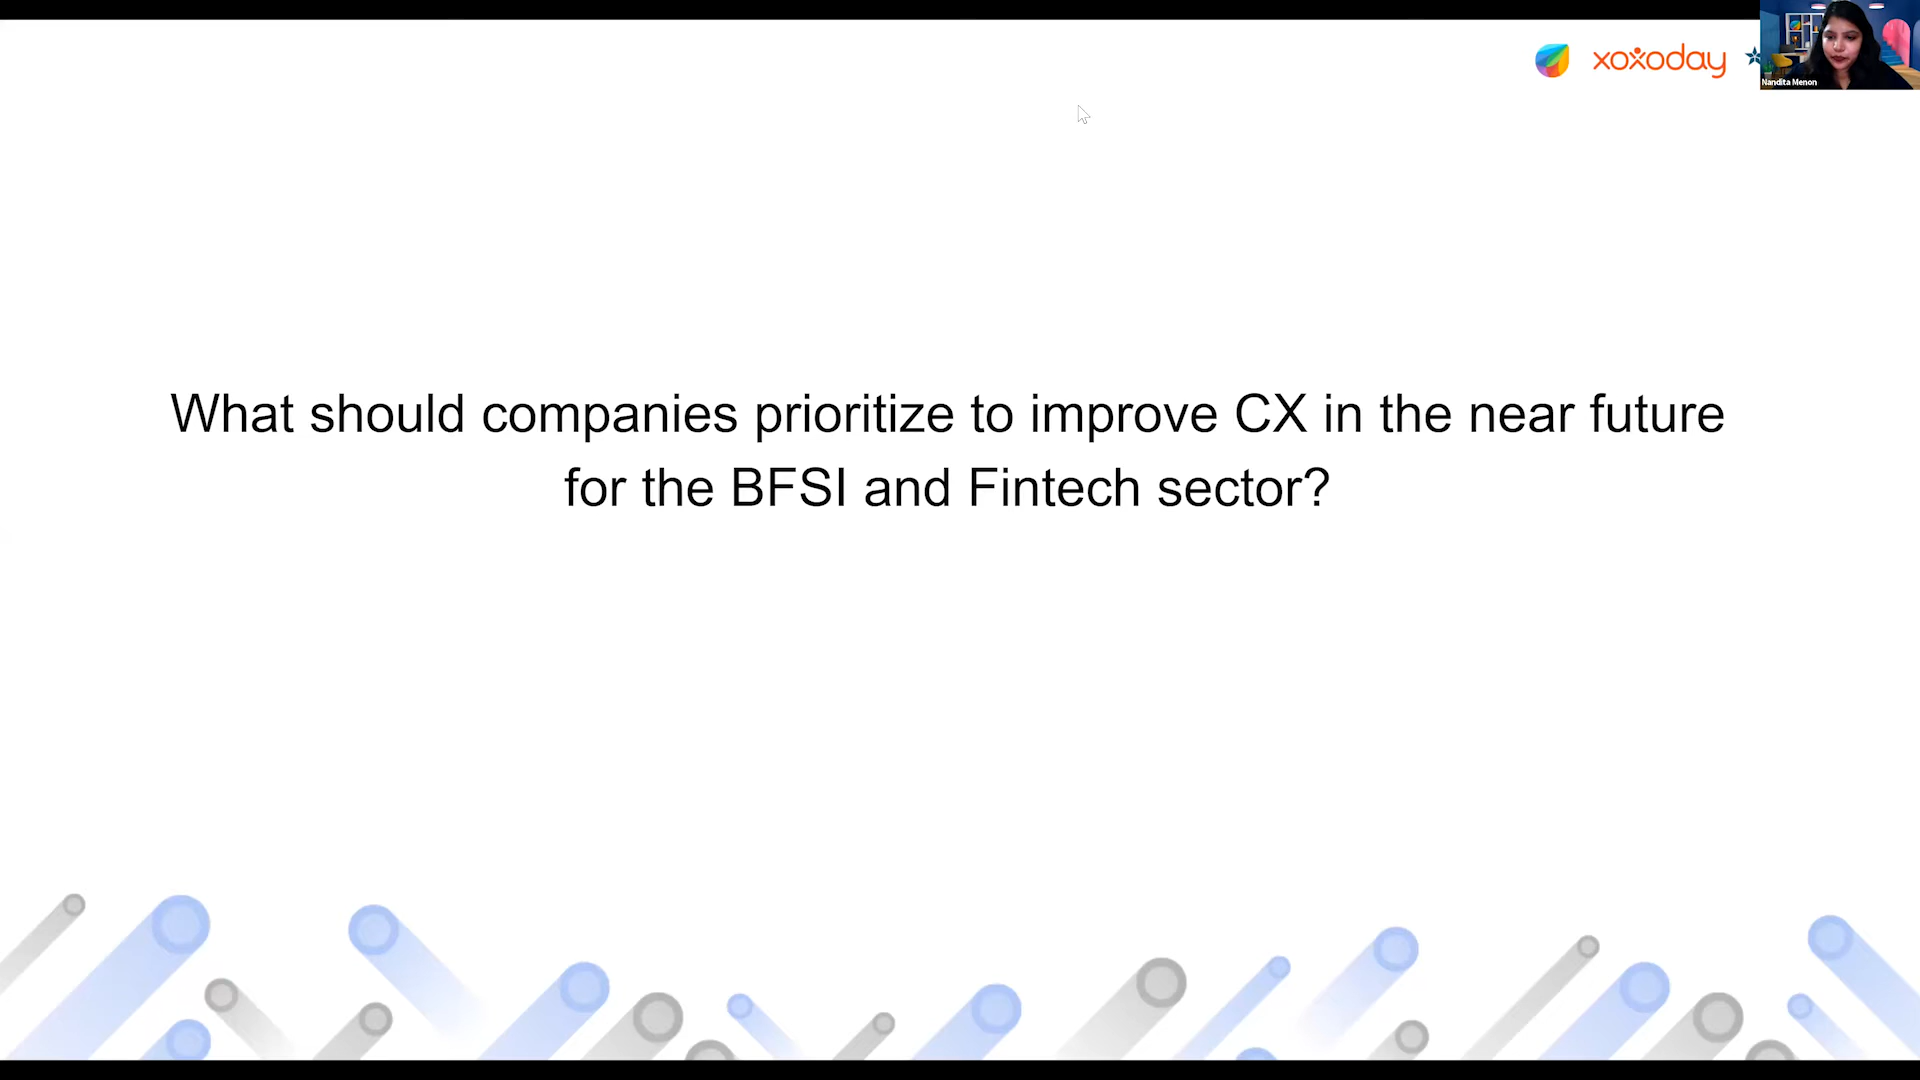 xoxoday
Nandita Menon
What should companies prioritize to improve CX in the near future
for the BFSI and Fintech sector?